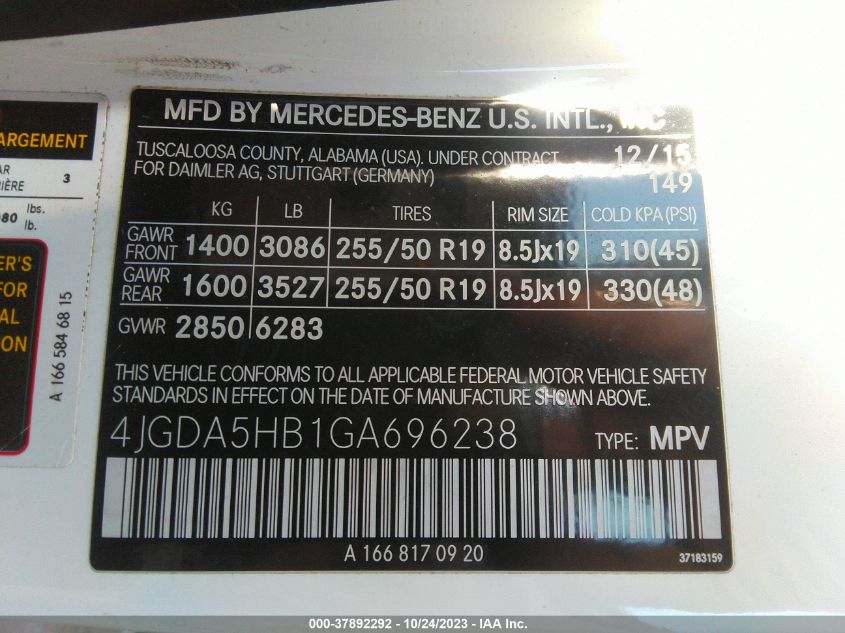 MFD BY MERCEDES-BENZ U.S. INTL., INC
TUSCALOOSA COUNTY, ALABAMA (USA). UNDER CONTRACT 12/15
FOR DAIMLER AG, STUTTGART (GERMANY) 149
KG LB TIRES RIM SIZE COLD KPA (PSI)
GAWR FRONT 1400 3086 255/50 R19 8.5Jx19 310(45)
GAWR REAR 1600 3527 255/50 R19 8.5Jx19 330(48)
GVWR 2850 6283
THIS VEHICLE CONFORMS TO ALL APPLICABLE FEDERAL MOTOR VEHICLE SAFETY
STANDARDS IN EFFECT ON THE DATE OF MANUFACTURE SHOWN ABOVE.
4JGDA5HB1GA696238 TYPE: MPV
A 166 817 09 20 37183159
ARGEMENT
3
lbs.
lb.
FOR
ON
A 166 584 68 15
000-37892292 - 10/24/2023 - IAA Inc.